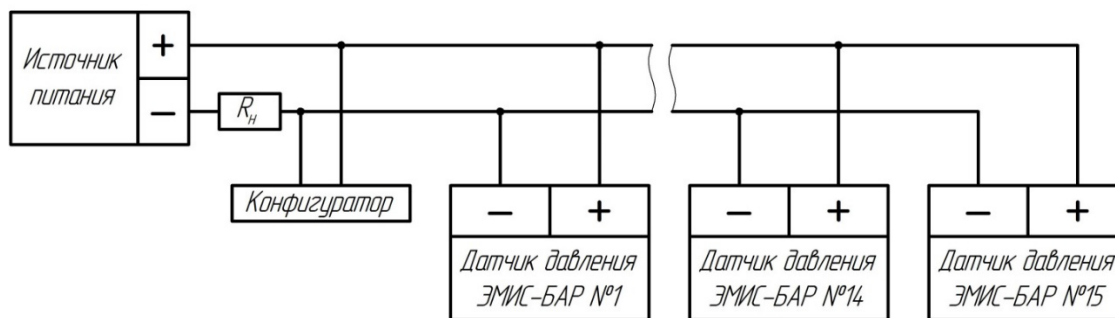 Источник
питания
+
−
Rн
Конфигуратор
− +
Датчик давления
ЭМИС-БАР №1
− +
Датчик давления
ЭМИС-БАР №14
− +
Датчик давления
ЭМИС-БАР №15